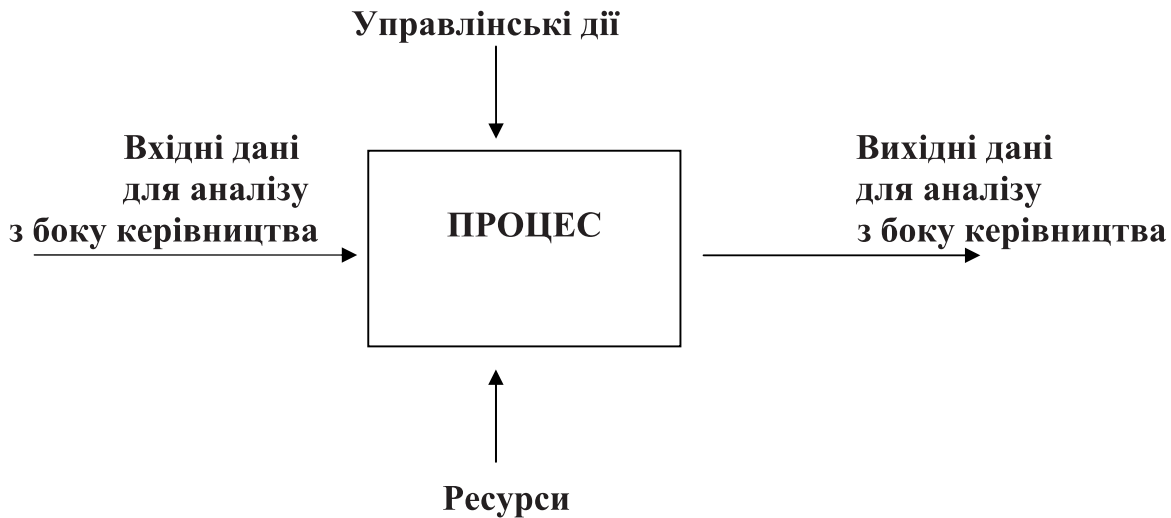 Управлінські дії
Вхідні дані
для аналізу
з боку керівництва
ПРОЦЕС
Вихідні дані
для аналізу
з боку керівництва
Ресурси